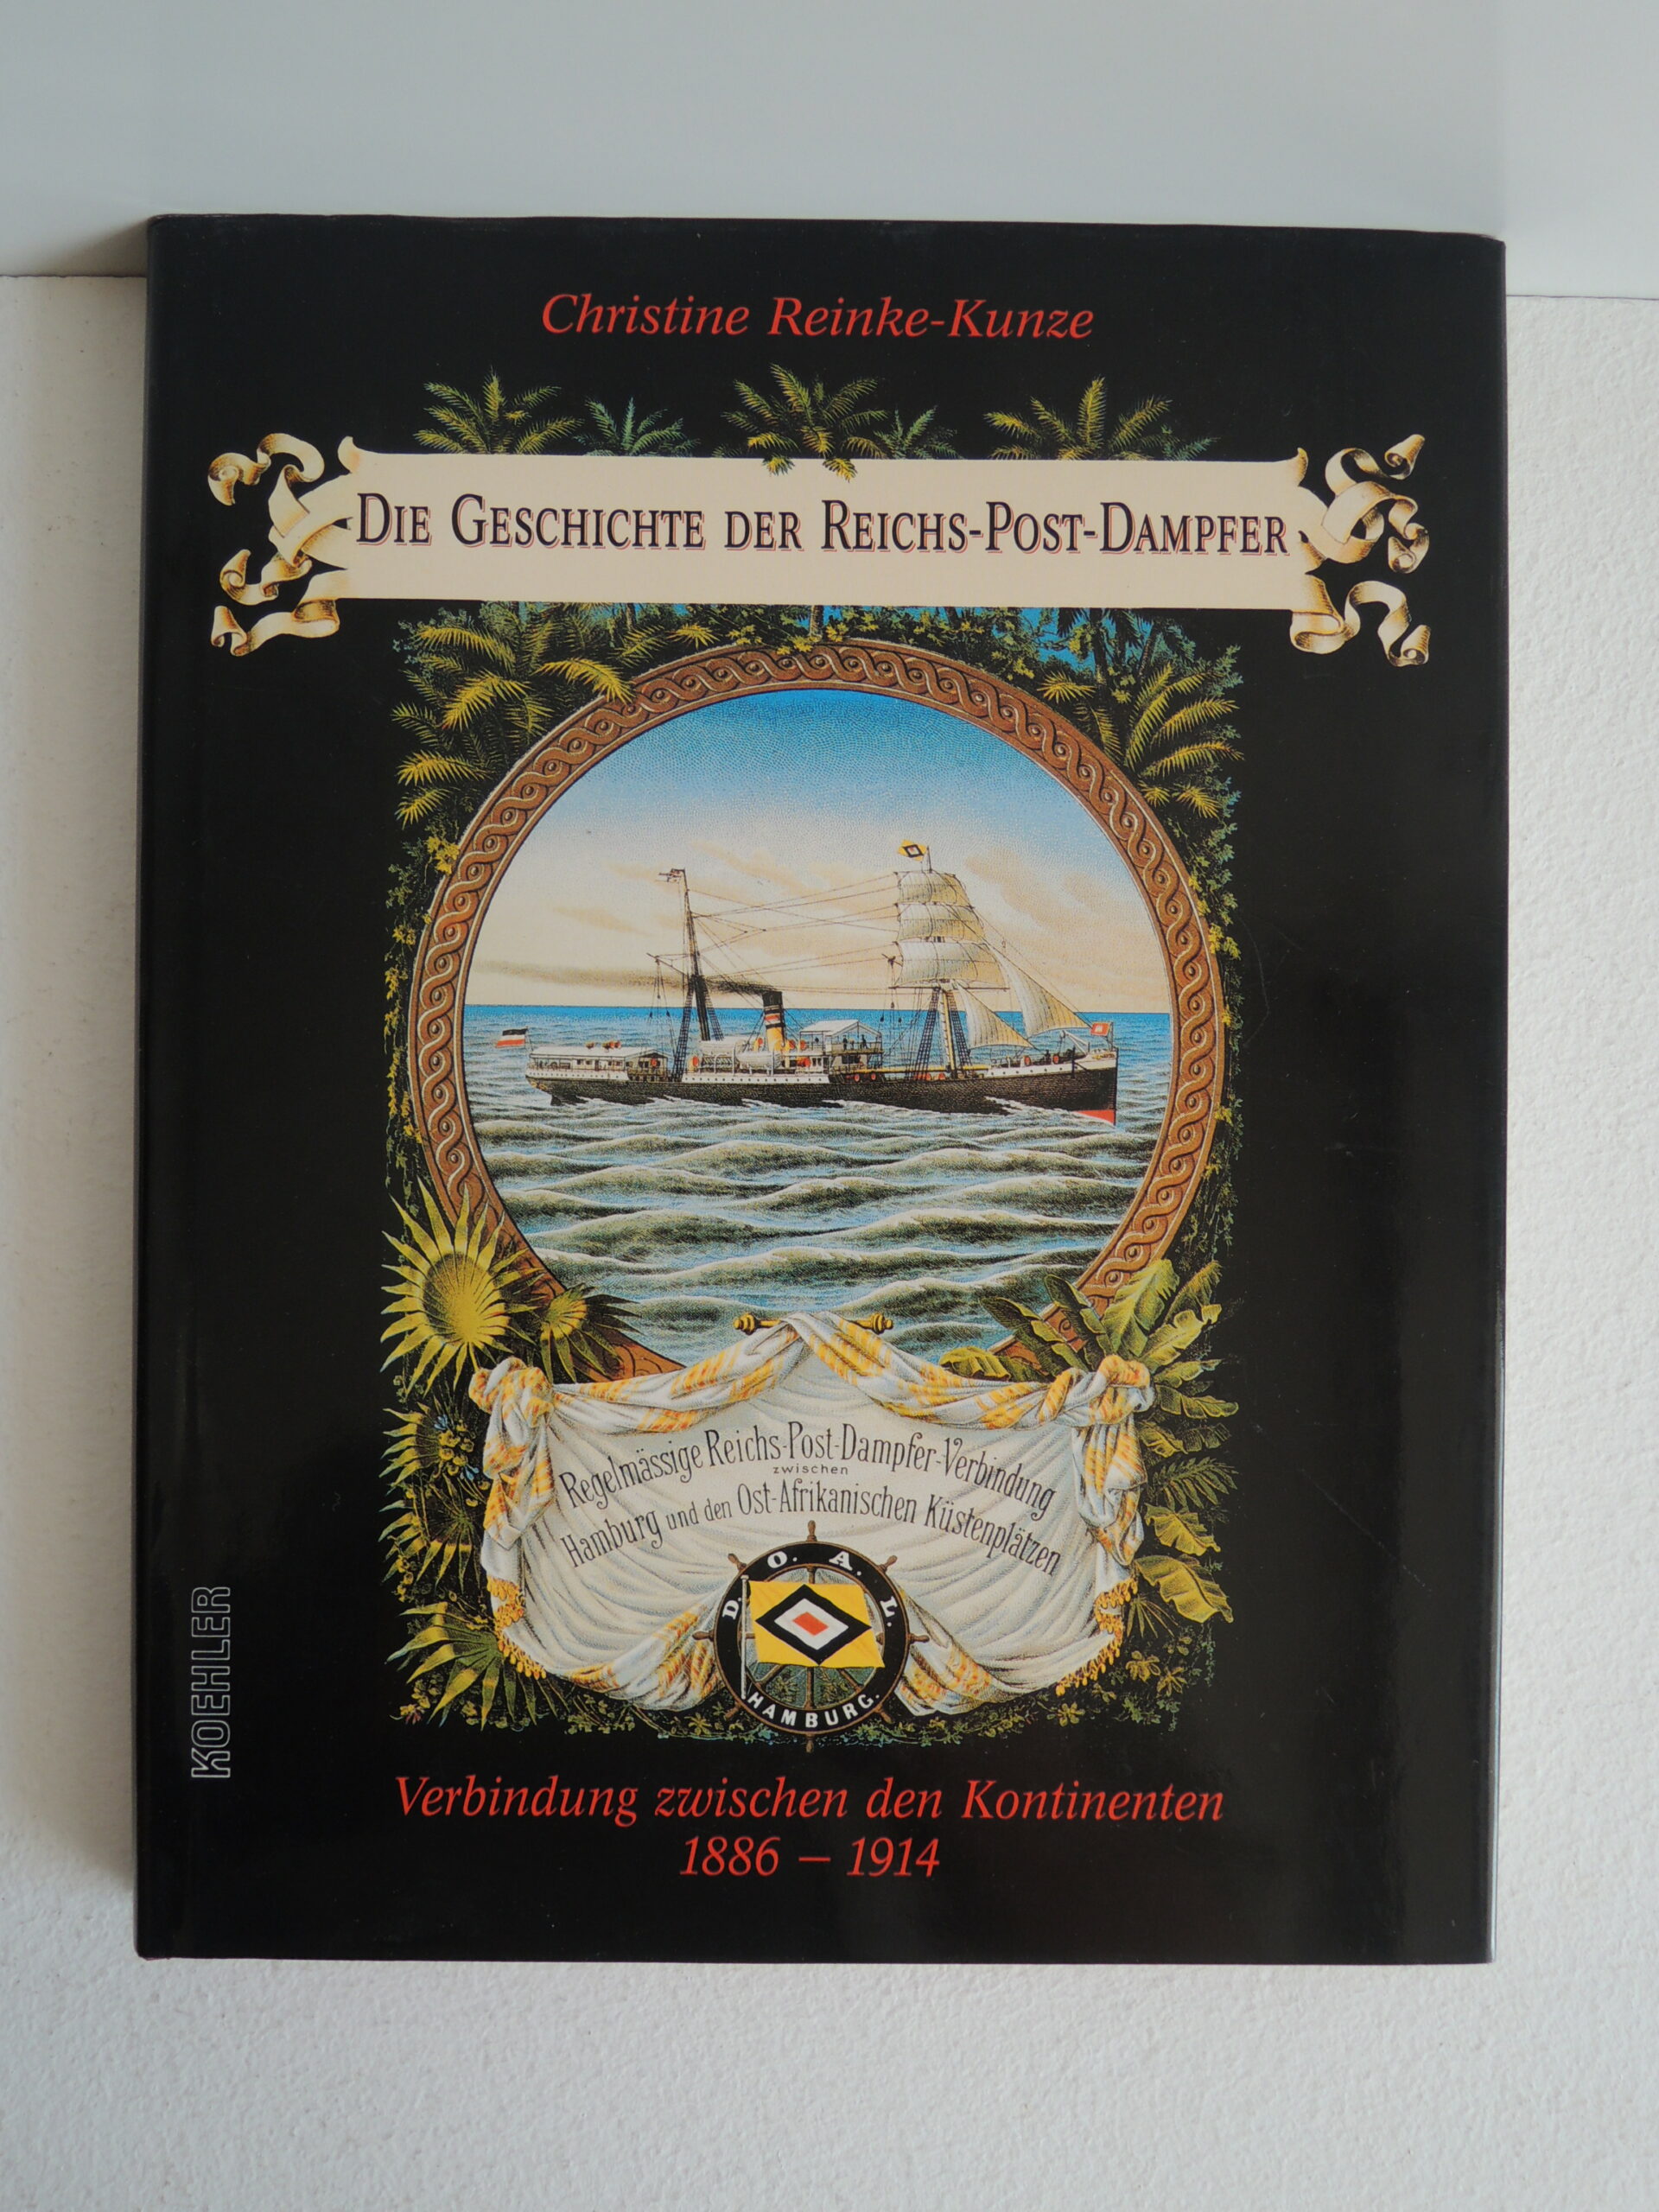 Christine Reinke-Kunze
DIE GESCHICHTE DER REICHS-POST-DAMPFER
Regelmässige Reichs-Post-Dampfer-Verbindung
zwischen
Hamburg und den Ost-Afrikanischen Küstenplätzen
D. O. A. L.
HAMBURG.
KOEHLER
Verbindung zwischen den Kontinenten
1886 – 1914